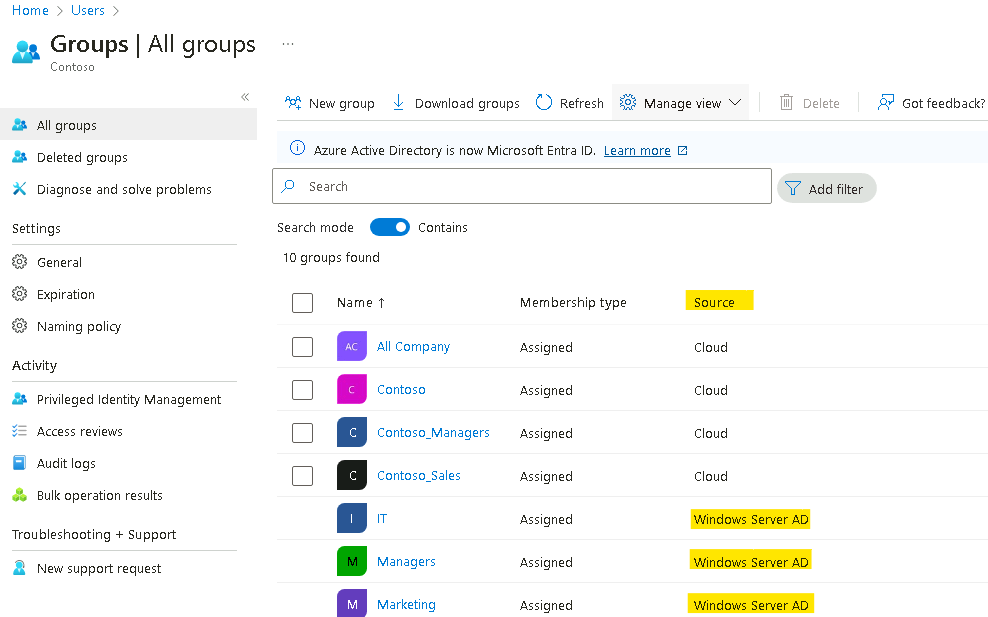 Home > Users >
Groups | All groups ...
Contoso
«
All groups
Deleted groups
Diagnose and solve problems
Settings
General
Expiration
Naming policy
Activity
Privileged Identity Management
Access reviews
Audit logs
Bulk operation results
Troubleshooting + Support
New support request
New group Download groups Refresh Manage view Delete Got feedback?
Azure Active Directory is now Microsoft Entra ID. Learn more
Search Add filter
Search mode Contains
10 groups found
Name ↑ Membership type Source
AC All Company Assigned Cloud
C Contoso Assigned Cloud
C Contoso_Managers Assigned Cloud
C Contoso_Sales Assigned Cloud
I IT Assigned Windows Server AD
M Managers Assigned Windows Server AD
M Marketing Assigned Windows Server AD